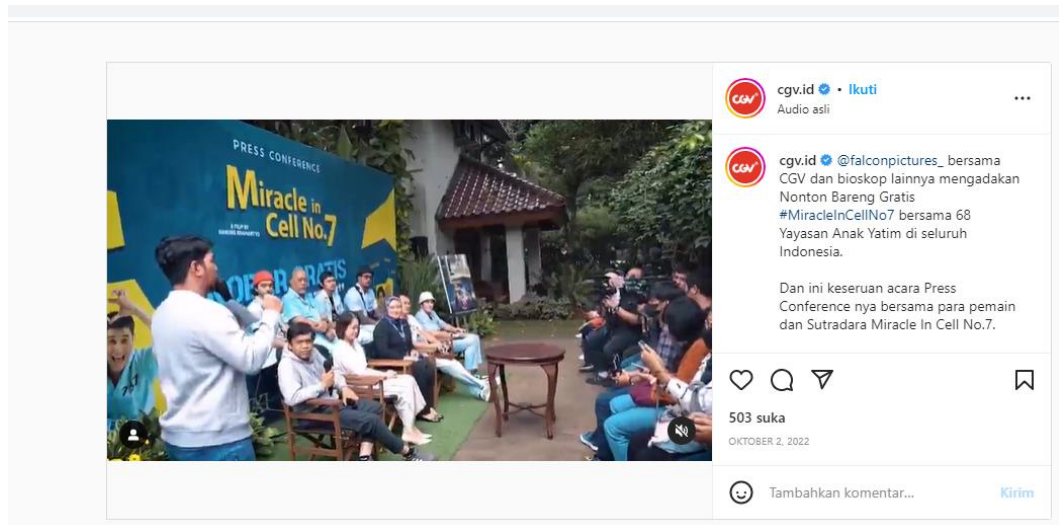 PRESS CONFERENCE
Miracle in
Cell No.7
GRATIS
CGV
cgv.id • Ikuti
Audio asli
...
CGV
cgv.id @falconpictures_ bersama
CGV dan bioskop lainnya mengadakan
Nonton Bareng Gratis
#MiracleInCellNo7 bersama 68
Yayasan Anak Yatim di seluruh
Indonesia.
Dan ini keseruan acara Press
Conference nya bersama para pemain
dan Sutradara Miracle In Cell No.7.
503 suka
OKTOBER 2, 2022
Tambahkan komentar...
Kirim